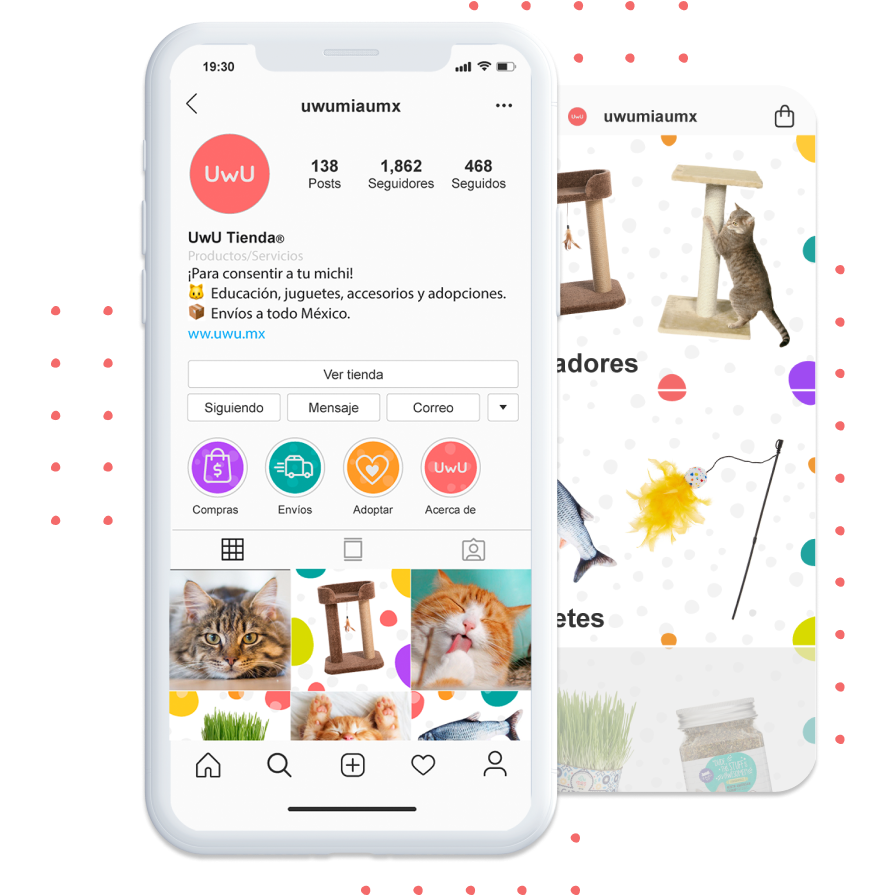 19:30
uwumiaumx
UwU
138
1,862
468
Posts
Seguidores
Seguidos
UwU Tienda®
Productos/Servicios
¡Para consentir a tu michi!
🐱 Educación, juguetes, accesorios y adopciones.
📦 Envíos a todo México.
ww.uwu.mx
Ver tienda
Siguiendo
Mensaje
Correo
$
UwU
Compras
Envíos
Adoptar
Acerca de
UwU
uwumiaumx
adores
etes